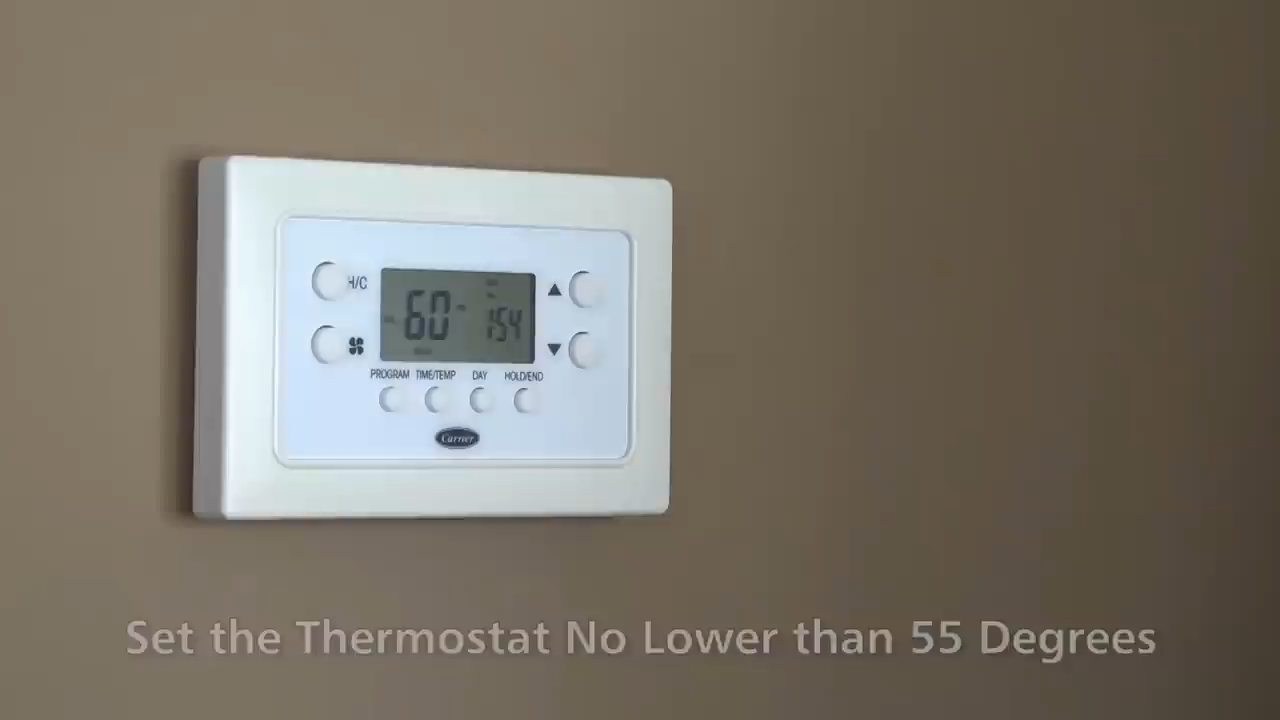 H/C
60
154
PROGRAM TIME/TEMP DAY HOLD/END
Carrier
Set the Thermostat No Lower than 55 Degrees